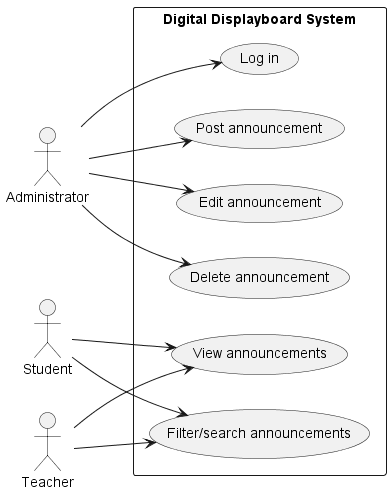 Digital Displayboard System
Log in
Post announcement
Administrator
Edit announcement
Delete announcement
View announcements
Student
Filter/search announcements
Teacher